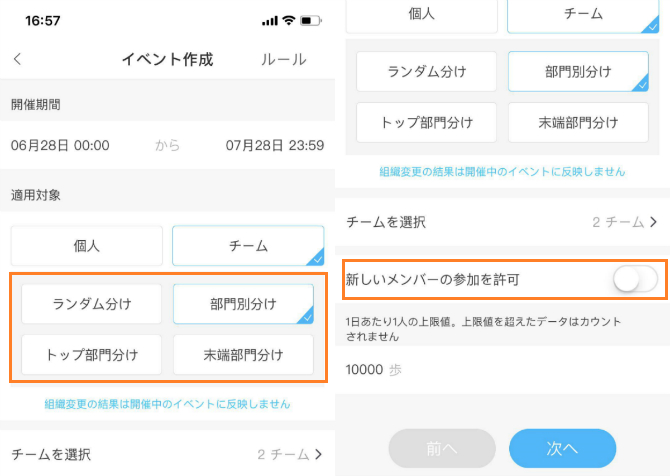 16:57
イベント作成 ルール
開催期間
06月28日 00:00 から 07月28日 23:59
適用対象
個人 チーム
ランダム分け 部門別分け
トップ部門分け 末端部門分け
組織変更の結果は開催中のイベントに反映しません
チームを選択 2 チーム
個人 チーム
ランダム分け 部門別分け
トップ部門分け 末端部門分け
組織変更の結果は開催中のイベントに反映しません
チームを選択 2 チーム
新しいメンバーの参加を許可
1日あたり1人の上限値。上限値を超えたデータはカウント
されません
10000 歩
前へ 次へ